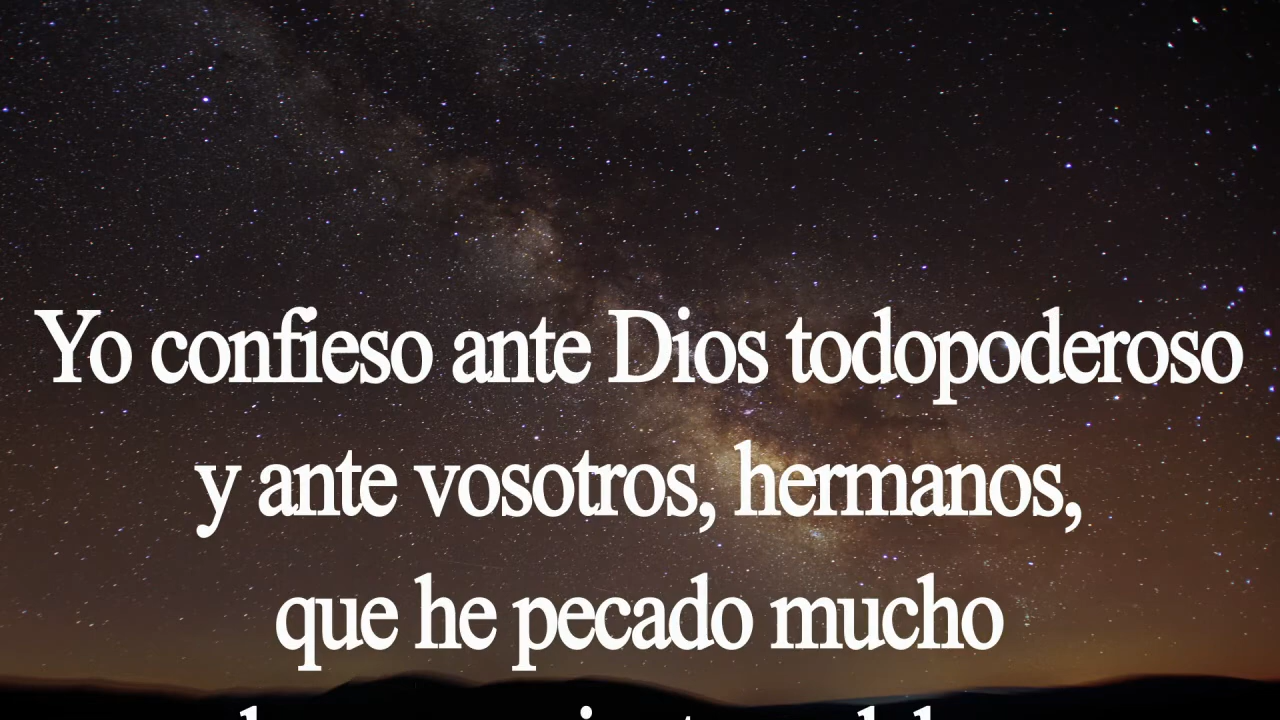 Yo confieso ante Dios todopoderoso
y ante vosotros, hermanos,
que he pecado mucho